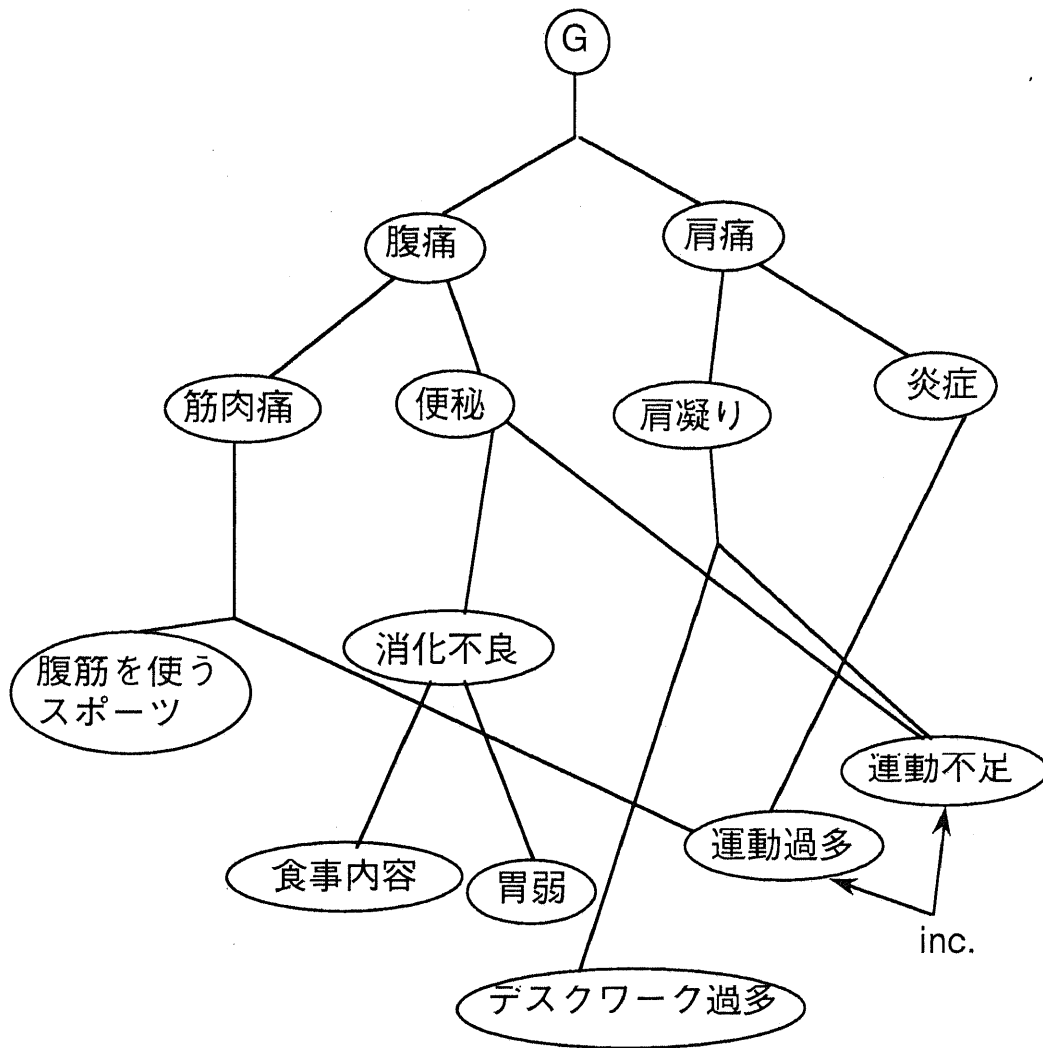 G
腹痛
肩痛
筋肉痛
便秘
肩凝り
炎症
消化不良
腹筋を使う
スポーツ
運動不足
運動過多
食事内容
胃弱
inc.
デスクワーク過多